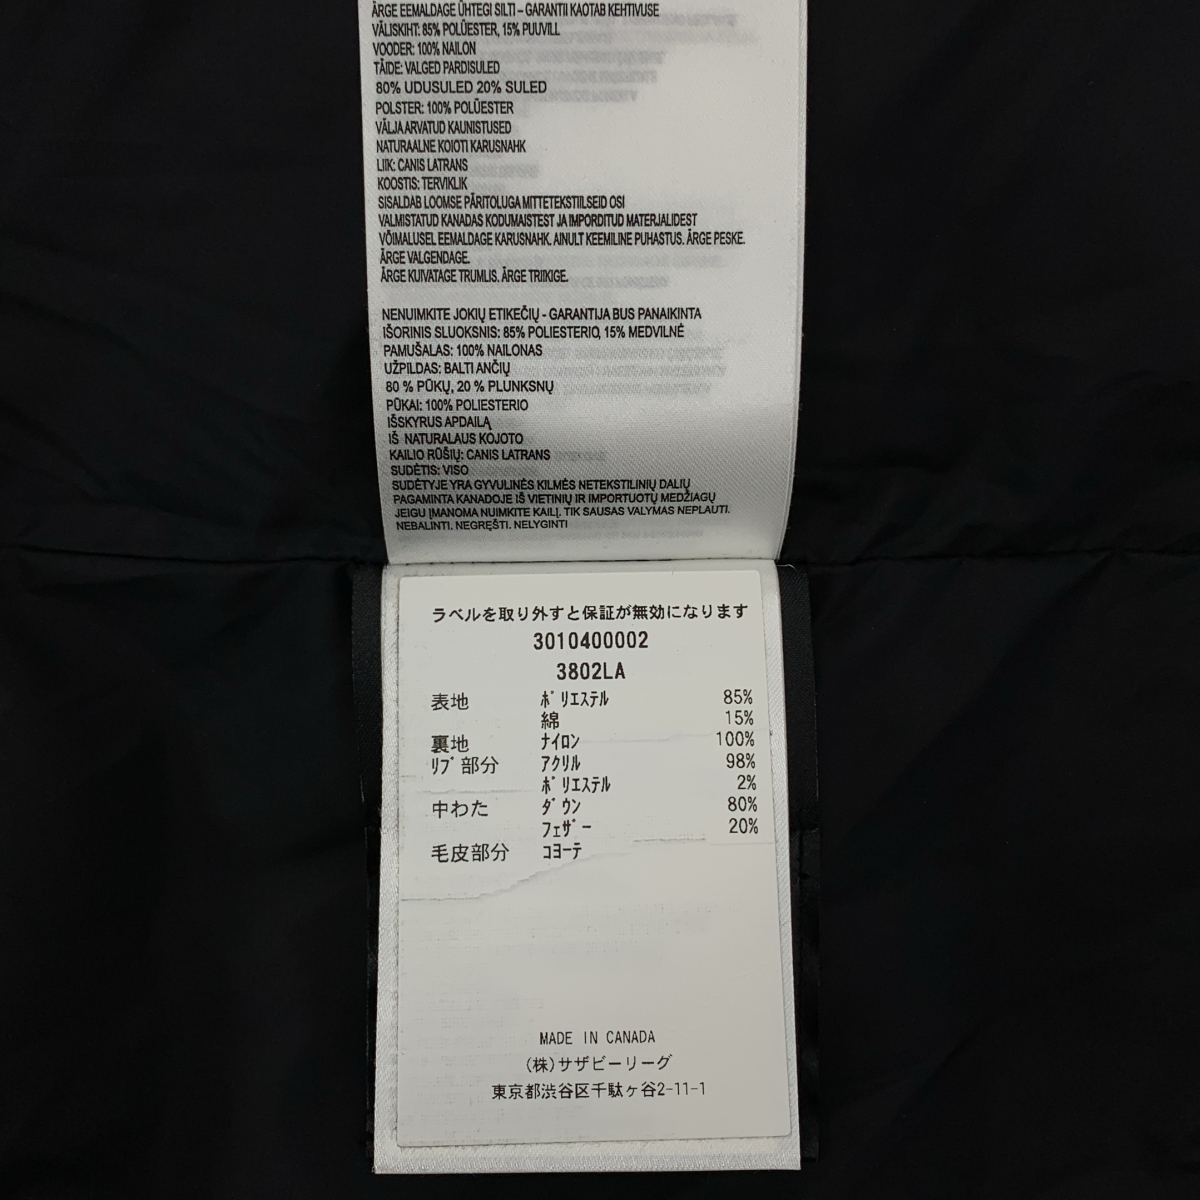 ÄRGE EEMALDAGE ÜHTEGI SILTI – GARANTII KAOTAB KEHTIVUSE
VÄLISKIHT: 85% POLÜESTER, 15% PUUVILL
VOODER: 100% NAILON
TÄIDE: VALGED PARDISULED
80% UDUSULED 20% SULED
POLSTER: 100% POLÜESTER
VÄLJA ARVATUD KAUNISTUSED
NATURAALNE KOIOTI KARUSNAHK
LIIK: CANIS LATRANS
KOOSTIS: TERVIKLIK
SISALDAB LOOMSE PÄRITOLUGA MITTETEKSTIILSEID OSI
VALMISTATUD KANADAS KODUMAISTEST JA IMPORDITUD MATERJALIDEST
VÕIMALUSEL EEMALDAGE KARUSNAHK. AINULT KEEMILINE PUHASTUS. ÄRGE PESKE.
ÄRGE VALGENDAGE.
ÄRGE KUIVATAGE TRUMLIS. ÄRGE TRIIKIGE.
NENUIMKITE JOKIŲ ETIKEČIŲ - GARANTIJA BUS PANAIKINTA
IŠORINIS SLUOKSNIS: 85% POLIESTERIO, 15% MEDVILNĖ
PAMUŠALAS: 100% NAILONAS
UŽPILDAS: BALTI ANČIŲ
80 % PŪKŲ, 20 % PLUNKSNŲ
PŪKAI: 100% POLIESTERIO
IŠSKYRUS APDAILĄ
IŠ NATURALAUS KOJOTO
KAILIO RŪŠIŲ: CANIS LATRANS
SUDĖTIS: VISO
SUDĖTYJE YRA GYVULINĖS KILMĖS NETEKSTILINIŲ DALIŲ
PAGAMINTA KANADOJE IŠ VIETINIŲ IR IMPORTUOTŲ MEDŽIAGŲ
JEIGU ĮMANOMA NUIMKITE KAILĮ. TIK SAUSAS VALYMAS NEPLAUTI.
NEBALINTI. NEGRĘŠTI. NELYGINTI
ラベルを取り外すと保証が無効になります
3010400002
3802LA
表地 ﾎﾟﾘｴｽﾃﾙ 85%
綿 15%
裏地 ﾅｲﾛﾝ 100%
ﾘﾌﾞ部分 ｱｸﾘﾙ 98%
ﾎﾟﾘｴｽﾃﾙ 2%
中わた ﾀﾞｳﾝ 80%
ﾌｪｻﾞｰ 20%
毛皮部分 ｺﾖｰﾃ
MADE IN CANADA
(株)サザビーリーグ
東京都渋谷区千駄ヶ谷2-11-1